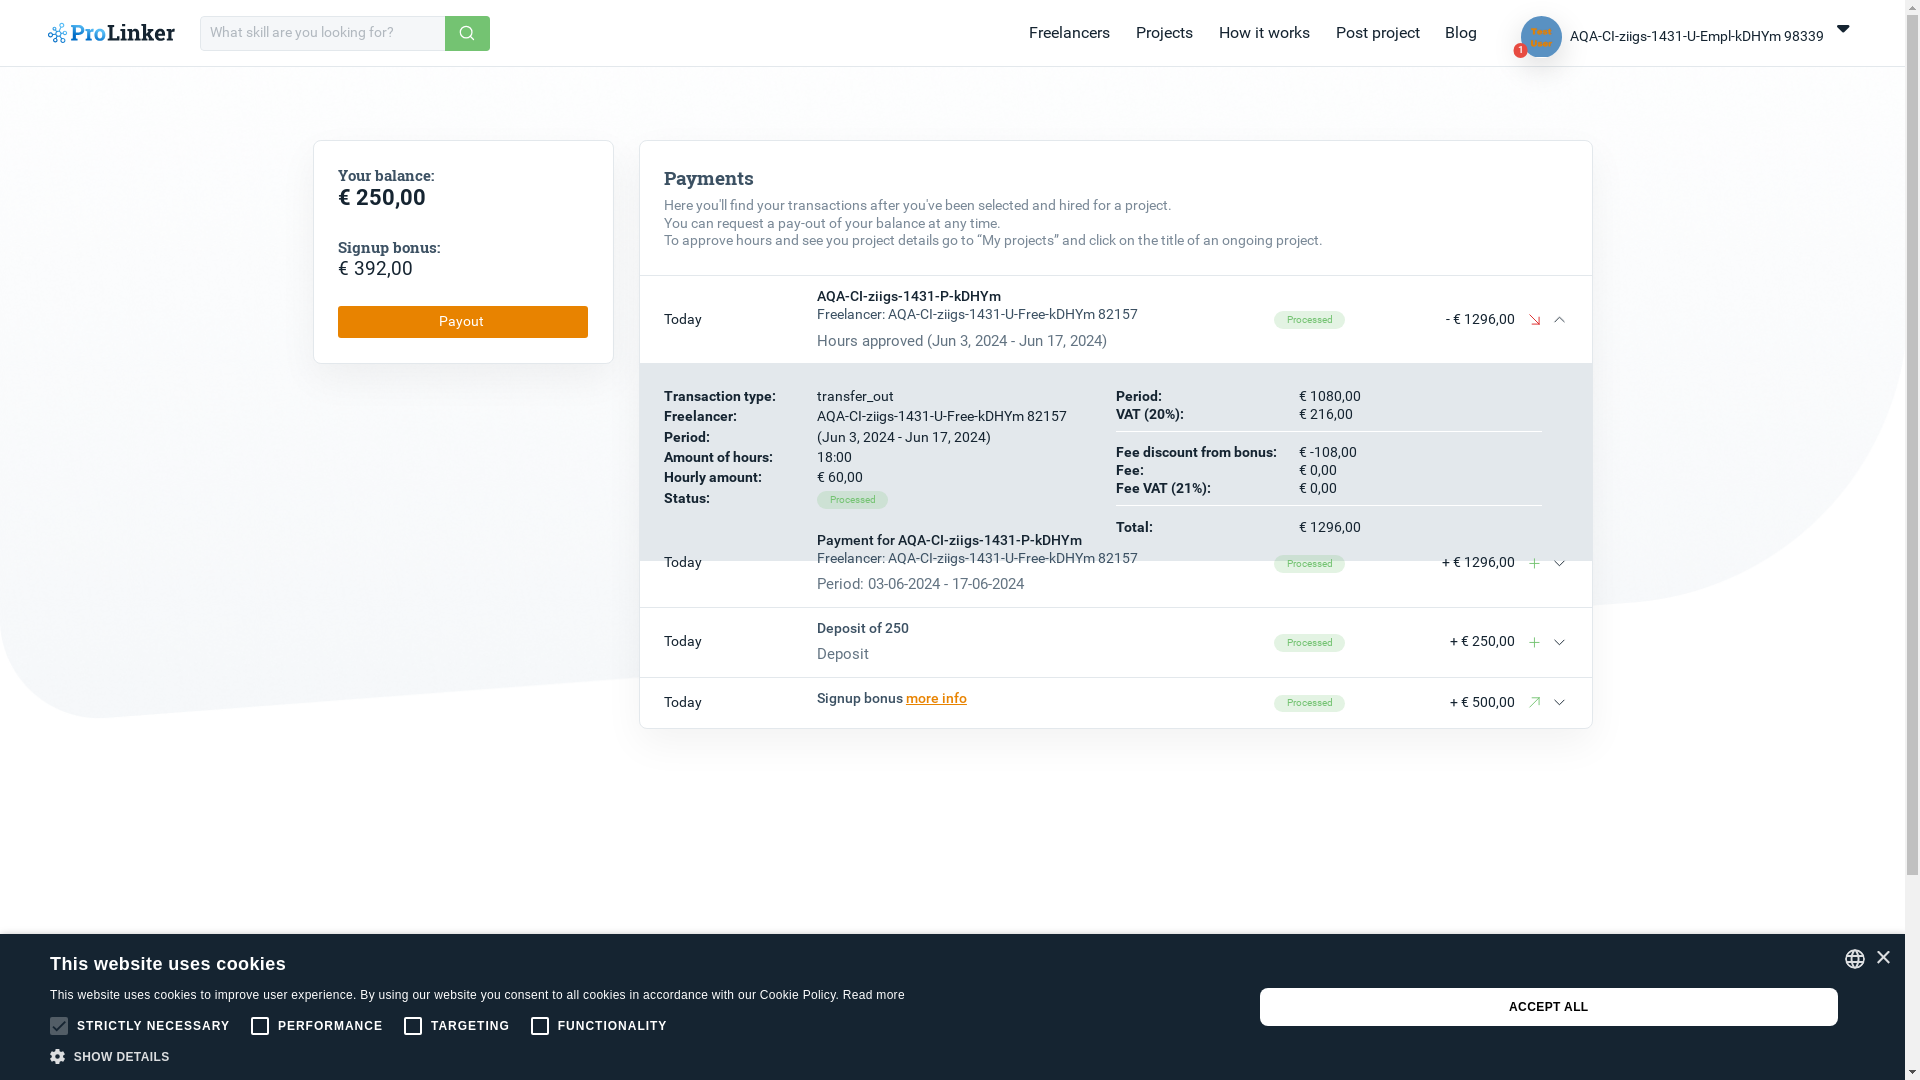 ProLinker
What skill are you looking for?
Freelancers Projects How it works Post project Blog
1
AQA-CI-ziigs-1431-U-Empl-kDHYm 98339
Your balance:
€ 250,00
Signup bonus:
€ 392,00
Payout
Payments
Here you'll find your transactions after you've been selected and hired for a project.
You can request a pay-out of your balance at any time.
To approve hours and see you project details go to “My projects” and click on the title of an ongoing project.
Today
AQA-CI-ziigs-1431-P-kDHYm
Freelancer: AQA-CI-ziigs-1431-U-Free-kDHYm 82157
Hours approved (Jun 3, 2024 - Jun 17, 2024)
Processed
- € 1296,00
Transaction type: transfer_out
Freelancer: AQA-CI-ziigs-1431-U-Free-kDHYm 82157
Period: (Jun 3, 2024 - Jun 17, 2024)
Amount of hours: 18:00
Hourly amount: € 60,00
Status: Processed
Period: € 1080,00
VAT (20%): € 216,00
Fee discount from bonus: € -108,00
Fee: € 0,00
Fee VAT (21%): € 0,00
Total: € 1296,00
Today
Payment for AQA-CI-ziigs-1431-P-kDHYm
Freelancer: AQA-CI-ziigs-1431-U-Free-kDHYm 82157
Period: 03-06-2024 - 17-06-2024
Processed
+ € 1296,00
Today
Deposit of 250
Deposit
Processed
+ € 250,00
Today
Signup bonus more info
Processed
+ € 500,00
This website uses cookies
This website uses cookies to improve user experience. By using our website you consent to all cookies in accordance with our Cookie Policy. Read more
STRICTLY NECESSARY PERFORMANCE TARGETING FUNCTIONALITY
SHOW DETAILS
ACCEPT ALL